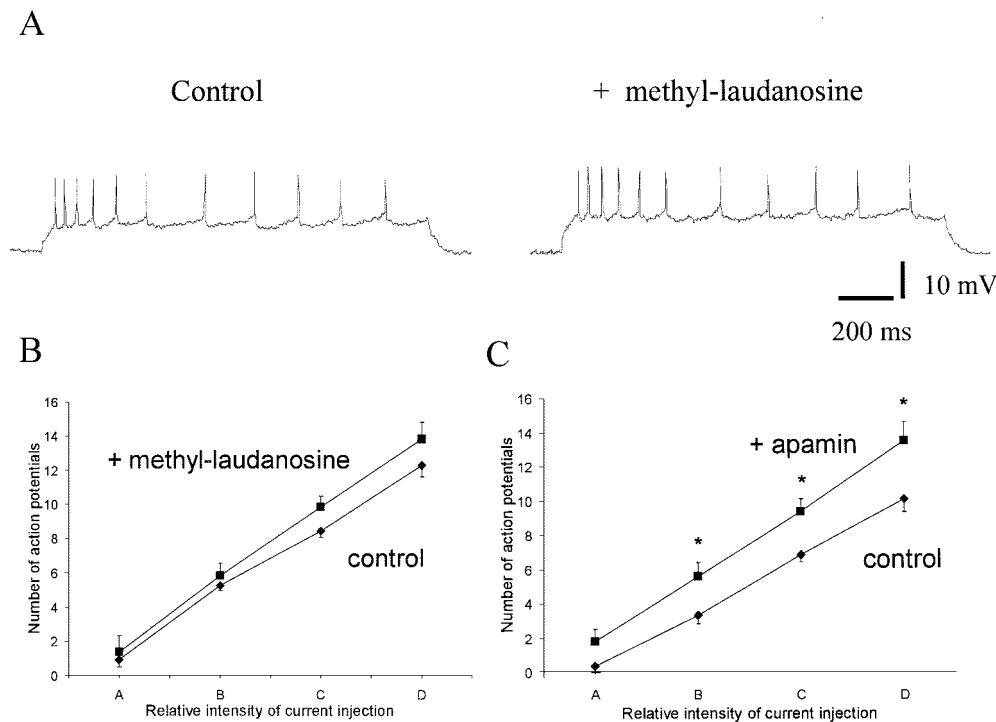 A
Control
+ methyl-laudanosine
10 mV
200 ms
B
Number of action potentials
16
14
12
10
8
6
4
2
0
+ methyl-laudanosine
control
A B C D
Relative intensity of current injection
C
Number of action potentials
16
14
12
10
8
6
4
2
0
+ apamin
control
*
*
*
A B C D
Relative intensity of current injection